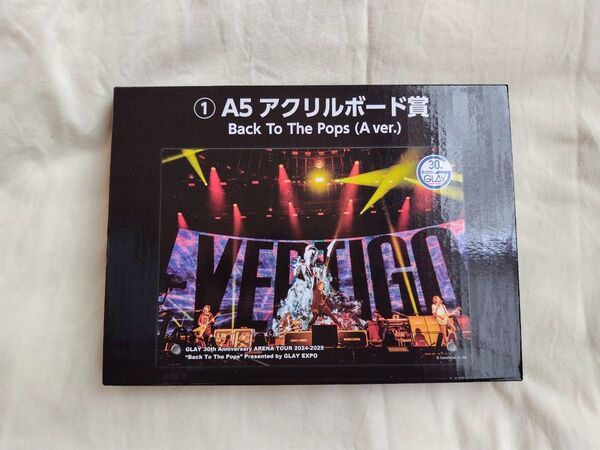 ① A5 アクリルボード賞
Back To The Pops (A ver.)
30th
Anniversary
GLAY
VERTIGO
GLAY 30th Anniversary ARENA TOUR 2024-2025
"Back To The Pops" Presented by GLAY EXPO